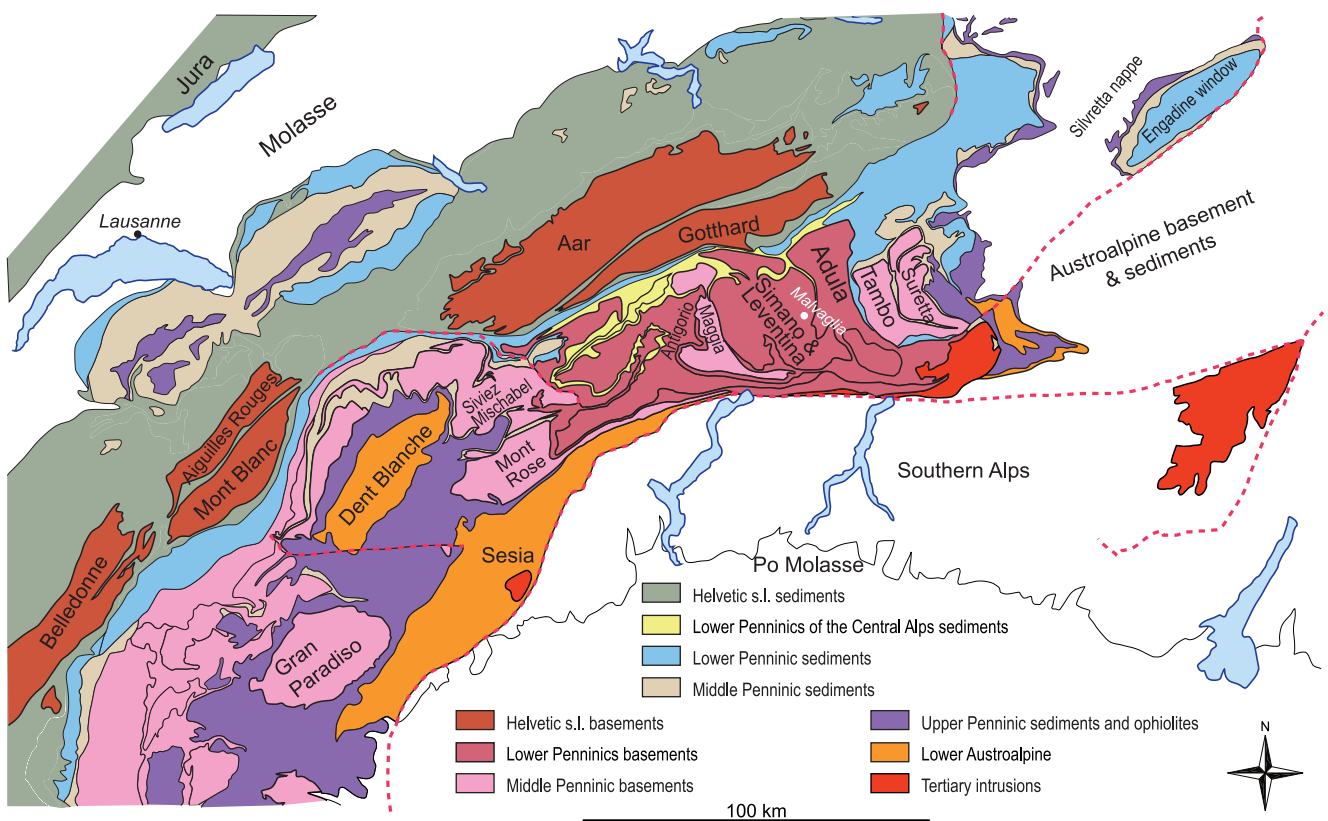 Jura
Molasse
Lausanne
Silvretta nappe
Engadine window
Austroalpine basement
& sediments
Aar
Gotthard
Adula
Tambo
Suretta
Simano &
Leventina
Malvaglia
Antigorio
Maggia
Siviez
Mischabel
Mont
Rose
Aiguilles Rouges
Mont Blanc
Dent Blanche
Belledonne
Sesia
Gran
Paradiso
Southern Alps
Po Molasse
Helvetic s.l. sediments
Lower Penninics of the Central Alps sediments
Lower Penninic sediments
Middle Penninic sediments
Helvetic s.l. basements
Lower Penninics basements
Middle Penninic basements
Upper Penninic sediments and ophiolites
Lower Austroalpine
Tertiary intrusions
N
100 km